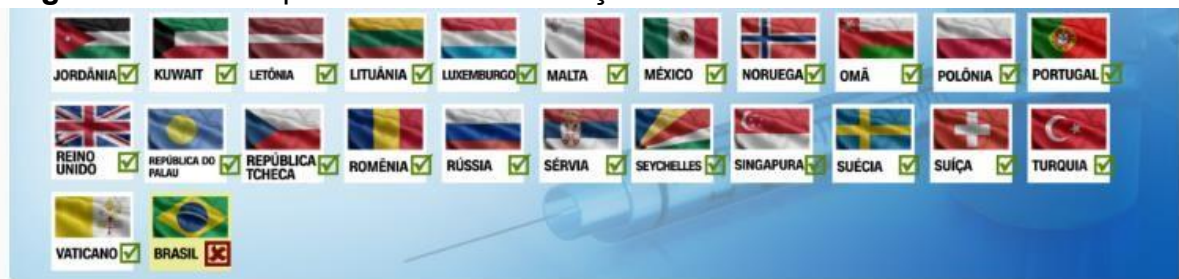 JORDÂNIA KUWAIT LETÔNIA LITUÂNIA LUXEMBURGO MALTA MÉXICO NORUEGA OMÃ POLÔNIA PORTUGAL
REINO UNIDO REPÚBLICA DO PALAU REPÚBLICA TCHECA ROMÊNIA RÚSSIA SÉRVIA SEYCHELLES SINGAPURA SUÉCIA SUÍÇA TURQUIA
VATICANO BRASIL